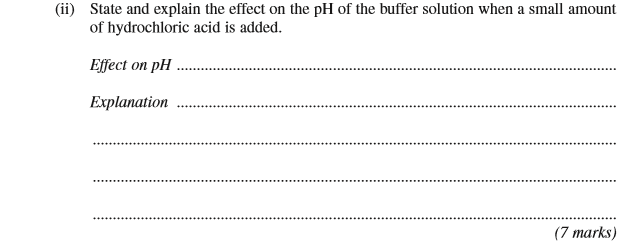 (ii) State and explain the effect on the pH of the buffer solution when a small amount
of hydrochloric acid is added.
Effect on pH ................................................................................
Explanation ................................................................................
................................................................................
................................................................................
................................................................................
(7 marks)